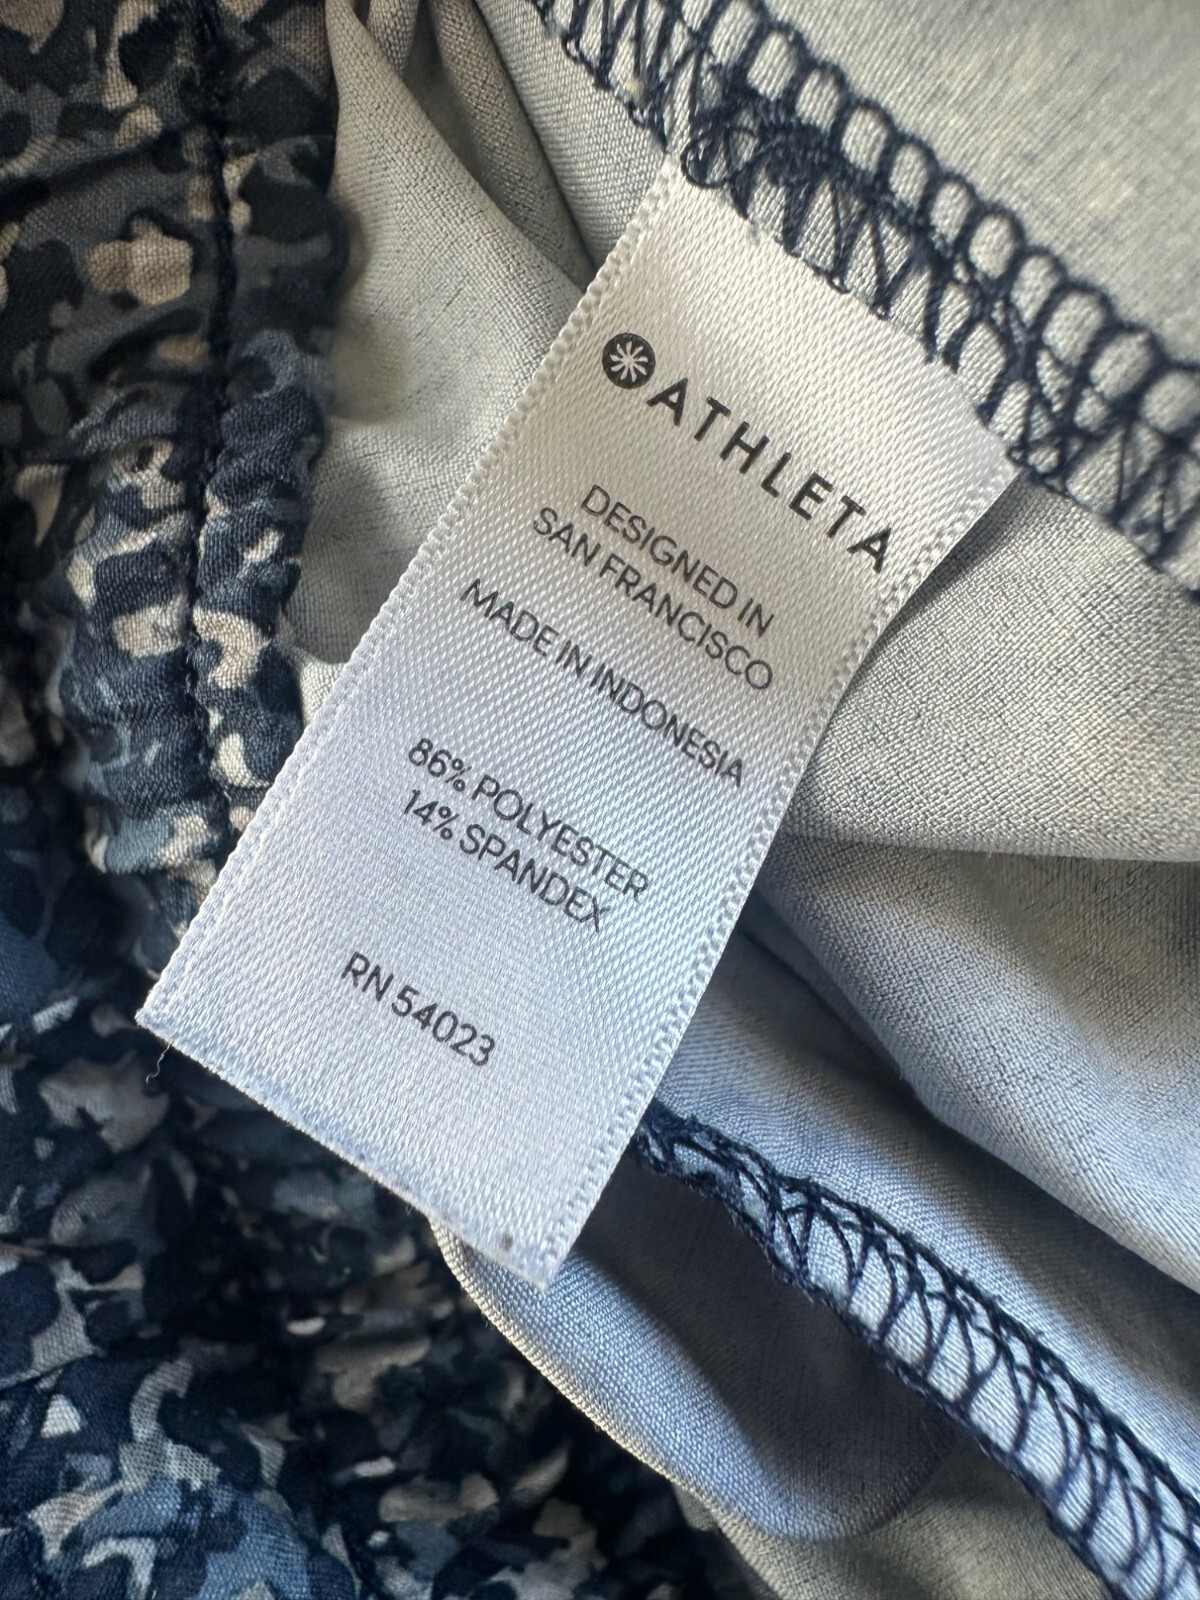 ATHLETA
DESIGNED IN
SAN FRANCISCO
MADE IN INDONESIA
86% POLYESTER
14% SPANDEX
RN 54023